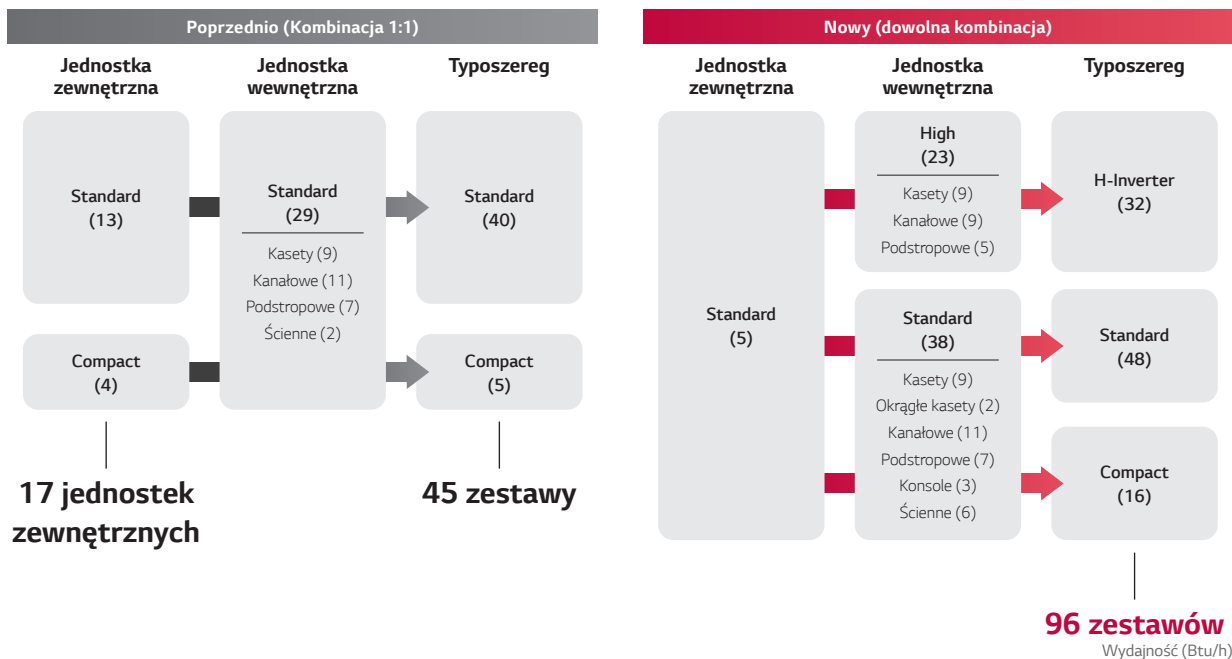 Poprzednio (Kombinacja 1:1)
Jednostka
zewnętrzna
Jednostka
wewnętrzna
Typoszereg
Standard
(13)
Standard
(29)
Kasety (9)
Kanałowe (11)
Podstropowe (7)
Ścienne (2)
Standard
(40)
Compact
(4)
Compact
(5)
17 jednostek
zewnętrznych
45 zestawy
Nowy (dowolna kombinacja)
Jednostka
zewnętrzna
Jednostka
wewnętrzna
Typoszereg
Standard
(5)
High
(23)
Kasety (9)
Kanałowe (9)
Podstropowe (5)
H-Inverter
(32)
Standard
(38)
Kasety (9)
Okrągłe kasety (2)
Kanałowe (11)
Podstropowe (7)
Konsole (3)
Ścienne (6)
Standard
(48)
Compact
(16)
96 zestawów
Wydajność (Btu/h)